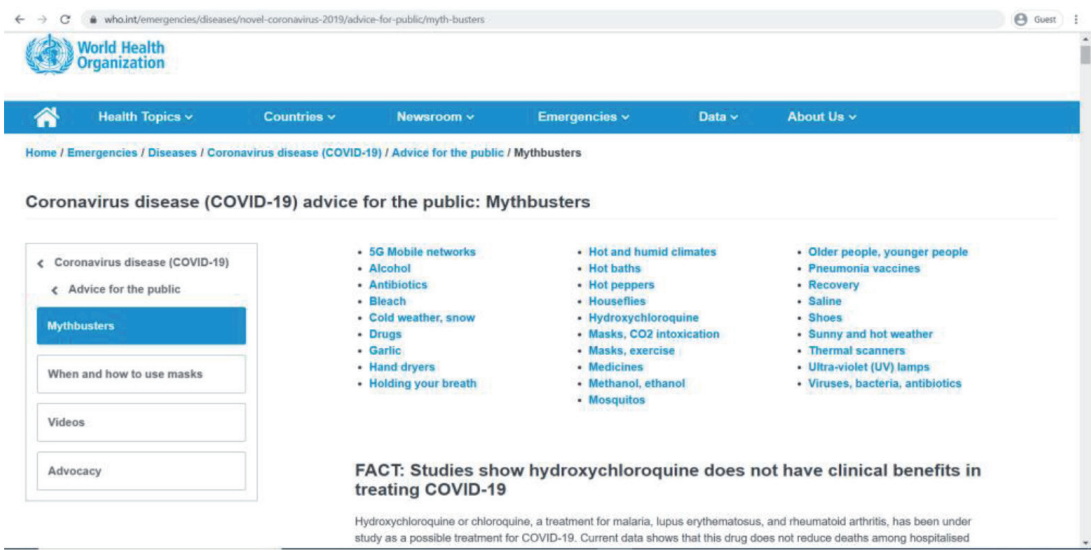 who.int/emergencies/diseases/novel-coronavirus-2019/advice-for-public/myth-busters
Guest
World Health
Organization
Health Topics
Countries
Newsroom
Emergencies
Data
About Us
Home / Emergencies / Diseases / Coronavirus disease (COVID-19) / Advice for the public / Mythbusters
Coronavirus disease (COVID-19) advice for the public: Mythbusters
Coronavirus disease (COVID-19)
Advice for the public
Mythbusters
When and how to use masks
Videos
Advocacy
• 5G Mobile networks
• Alcohol
• Antibiotics
• Bleach
• Cold weather, snow
• Drugs
• Garlic
• Hand dryers
• Holding your breath
• Hot and humid climates
• Hot baths
• Hot peppers
• Houseflies
• Hydroxychloroquine
• Masks, CO2 intoxication
• Masks, exercise
• Medicines
• Methanol, ethanol
• Mosquitos
• Older people, younger people
• Pneumonia vaccines
• Recovery
• Saline
• Shoes
• Sunny and hot weather
• Thermal scanners
• Ultra-violet (UV) lamps
• Viruses, bacteria, antibiotics
FACT: Studies show hydroxychloroquine does not have clinical benefits in
treating COVID-19
Hydroxychloroquine or chloroquine, a treatment for malaria, lupus erythematosus, and rheumatoid arthritis, has been under
study as a possible treatment for COVID-19. Current data shows that this drug does not reduce deaths among hospitalised